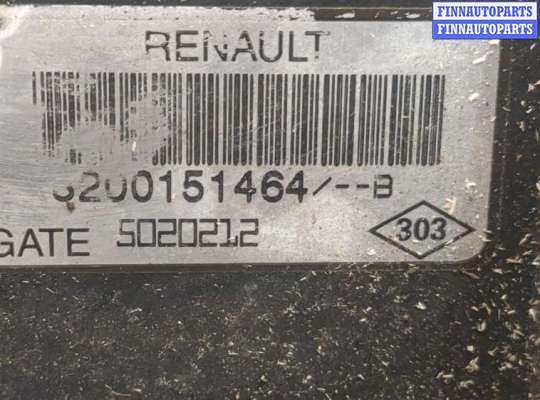 FINNAUTOPARTS
FINNAUTOPARTS
RENAULT
8200151464/--B
GATE 5020212
303